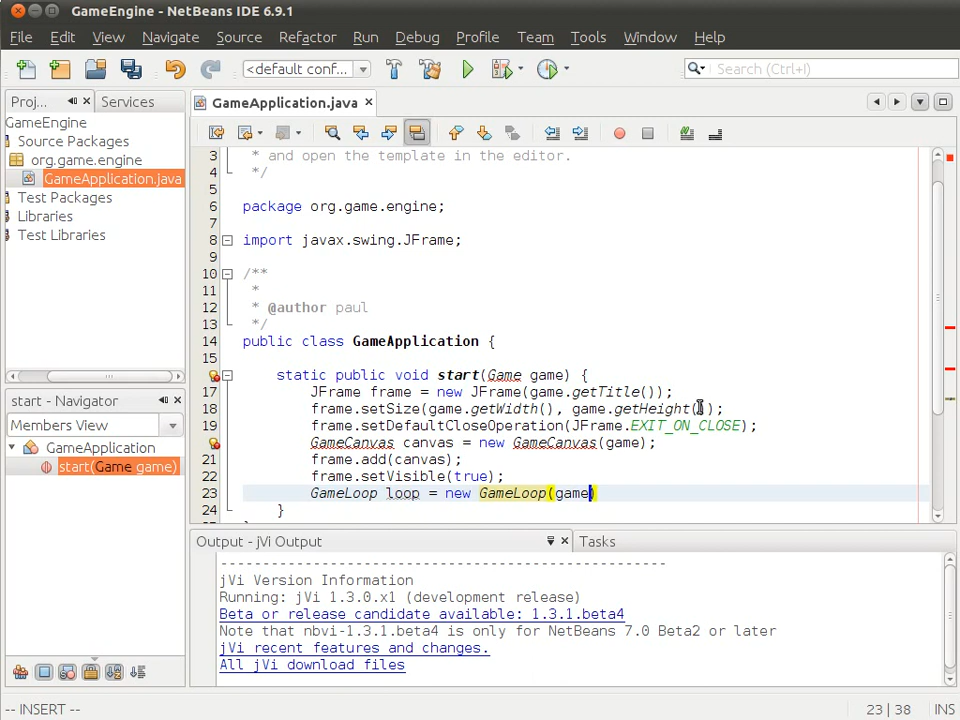 GameEngine - NetBeans IDE 6.9.1
File Edit View Navigate Source Refactor Run Debug Profile Team Tools Window Help
<default conf... Search (Ctrl+I)
Proj... Services
GameApplication.java
GameEngine
Source Packages
org.game.engine
GameApplication.java
Test Packages
Libraries
Test Libraries
start - Navigator
Members View
GameApplication
start(Game game)
3 * and open the template in the editor.
4 */
5
6 package org.game.engine;
7
8 import javax.swing.JFrame;
9
10 /**
11 *
12 * @author paul
13 */
14 public class GameApplication {
15
static public void start(Game game) {
17 JFrame frame = new JFrame(game.getTitle());
18 frame.setSize(game.getWidth(), game.getHeight());
19 frame.setDefaultCloseOperation(JFrame.EXIT_ON_CLOSE);
GameCanvas canvas = new GameCanvas(game);
21 frame.add(canvas);
22 frame.setVisible(true);
23 GameLoop loop = new GameLoop(game)
24 }
Output - jVi Output Tasks
-----------------------------------------------------
jVi Version Information
Running: jVi 1.3.0.x1 (development release)
Beta or release candidate available: 1.3.1.beta4
Note that nbvi-1.3.1.beta4 is only for NetBeans 7.0 Beta2 or later
jVi recent features and changes.
All jVi download files
-- INSERT -- 23 | 38 INS